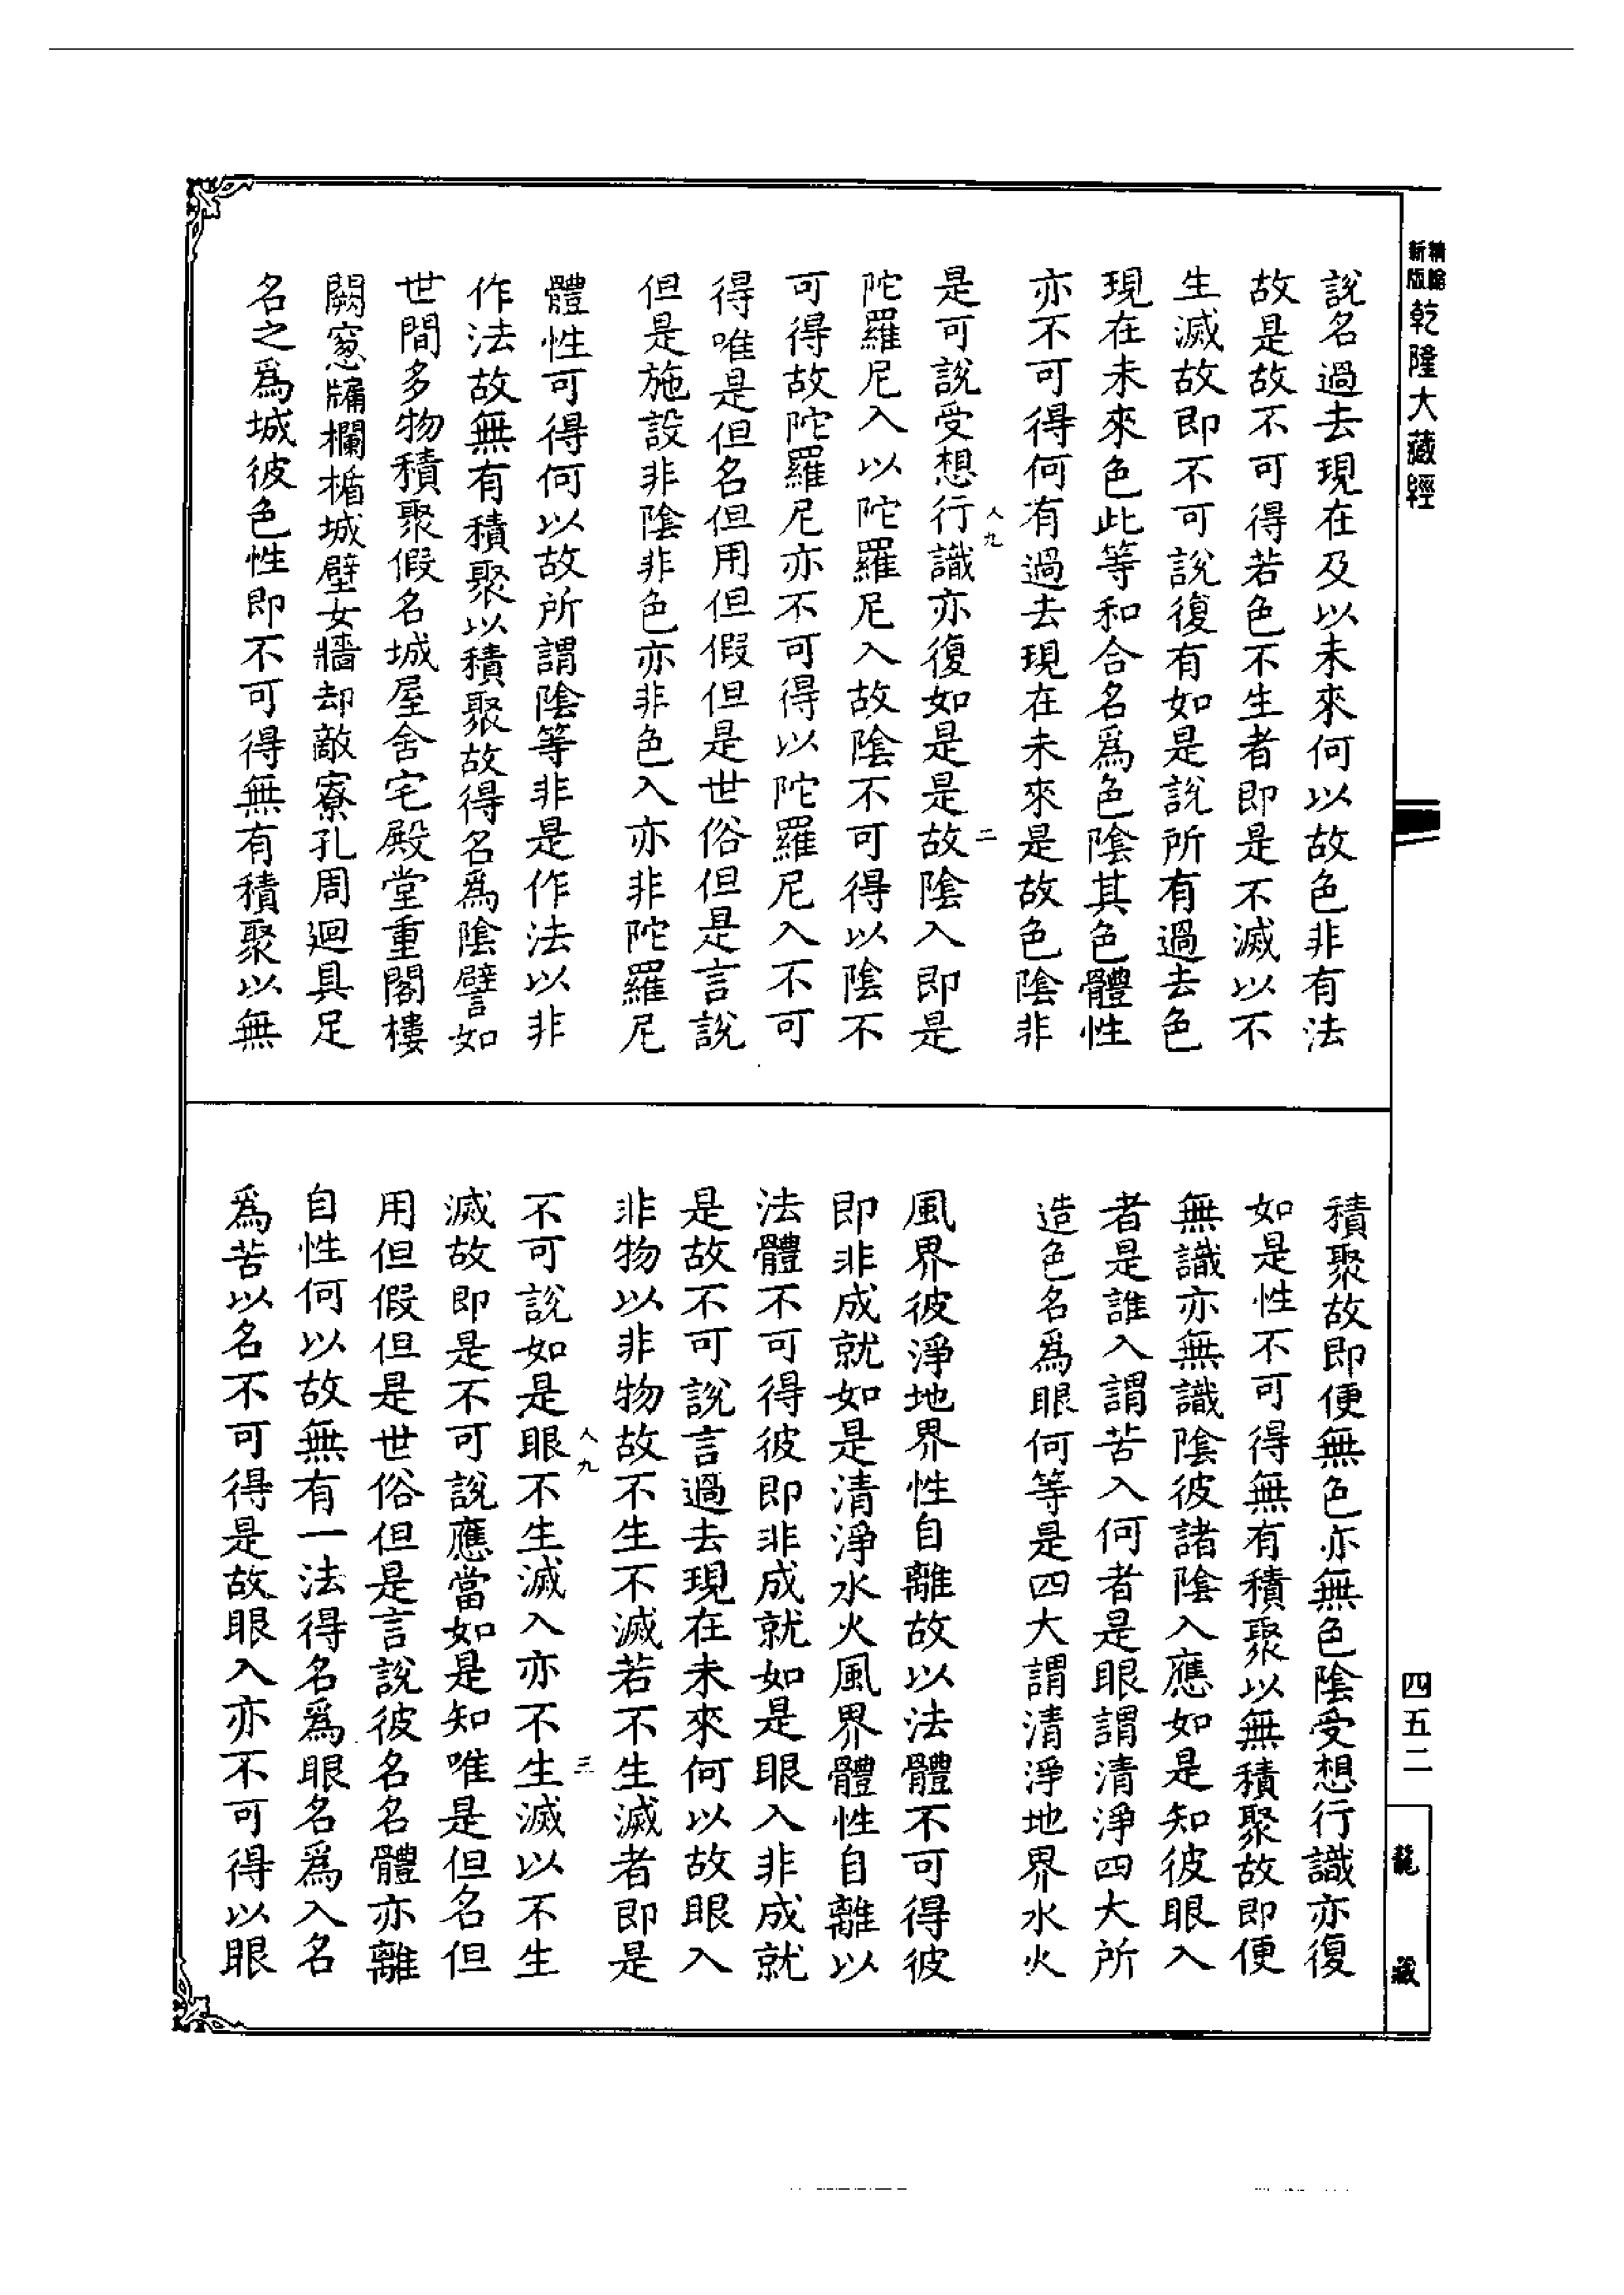 精縮新版 乾隆大藏經
說名過去現在及以未來何以故色非有法
故是故不可得若色不生者即是不滅以不
生滅故即不可說復有如是說所有過去色
現在未來色此等和合名爲色陰其色體性
亦不可得何有過去現在未來是故色陰非
人九 二
是可說受想行識亦復如是是故陰入即是
陀羅尼入以陀羅尼入故陰不可得以陰不
可得故陀羅尼亦不可得以陀羅尼入不可
得唯是但名但用但假但是世俗但是言說
但是施設非陰非色亦非色入亦非陀羅尼
體性可得何以故所謂陰等非是作法以非
作法故無有積聚以積聚故得名爲陰譬如
世間多物積聚假名城屋舍宅殿堂重閣樓
闕窻牖欄楯城壁女牆却敵寮孔周迴具足
名之爲城彼色性即不可得無有積聚以無
積聚故即便無色亦無色陰受想行識亦復
如是性不可得無有積聚以無積聚故即便
無識亦無識陰彼諸陰入應如是知彼眼入
者是誰入謂苦入何者是眼謂清淨四大所
造色名爲眼何等是四大謂清淨地界水火
風界彼淨地界性自離故以法體不可得彼
即非成就如是清淨水火風界體性自離以
法體不可得彼即非成就如是眼入非成就
是故不可說言過去現在未來何以故眼入
非物以非物故不生不滅若不生滅者即是
人九 三
不可說如是眼不生滅入亦不生滅以不生
滅故即是不可說應當如是知唯是但名但
用但假但是世俗但是言說彼名名體亦離
自性何以故無有一法得名爲眼名爲入名
爲苦以名不可得是故眼入亦不可得以眼
四五二
龍藏